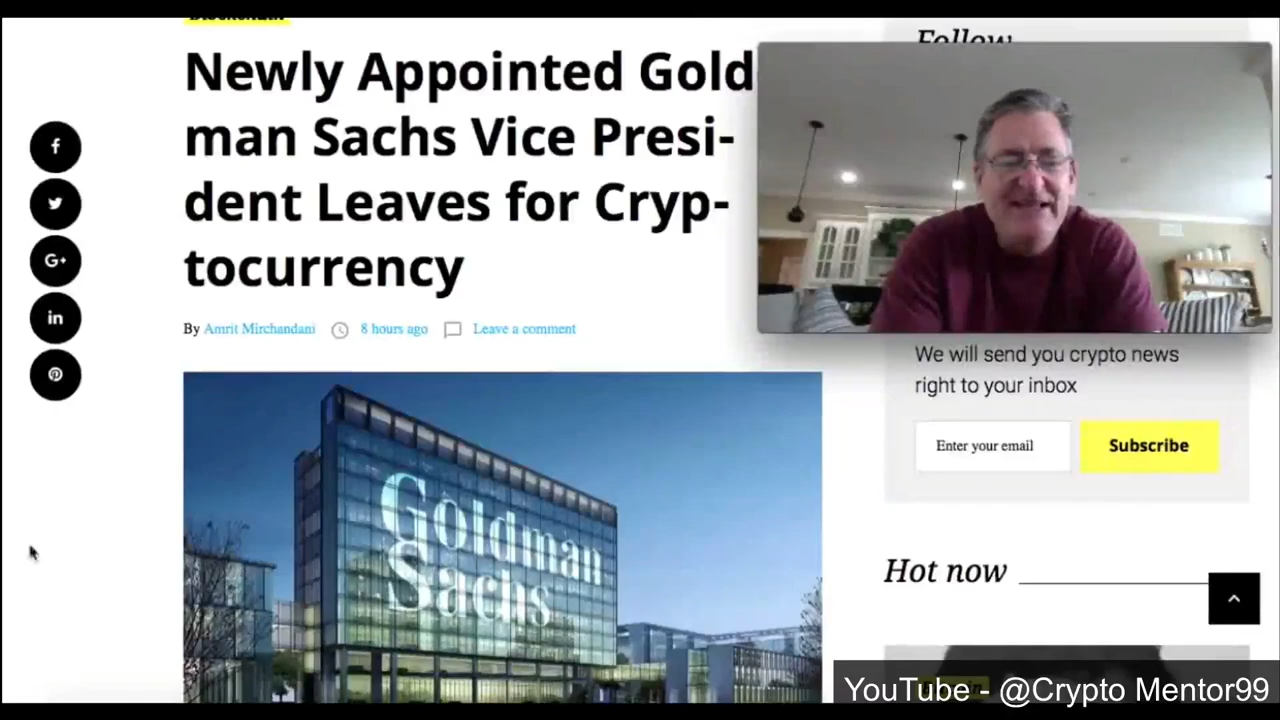 Blockchain
Newly Appointed Gold
man Sachs Vice Presi-
dent Leaves for Cryp-
tocurrency
By Amrit Mirchandani 8 hours ago Leave a comment
Goldman
Sachs
Follow
We will send you crypto news
right to your inbox
Enter your email
Subscribe
Hot now
YouTube - @Crypto Mentor99